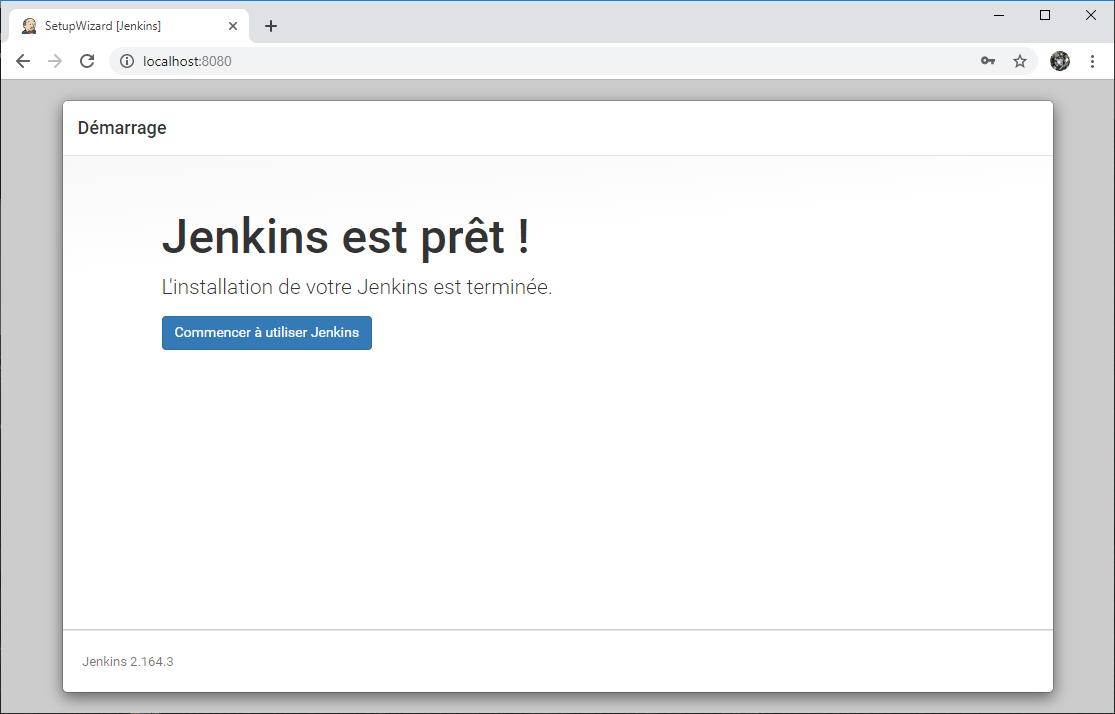 SetupWizard [Jenkins]
localhost:8080
Démarrage
Jenkins est prêt !
L'installation de votre Jenkins est terminée.
Commencer à utiliser Jenkins
Jenkins 2.164.3